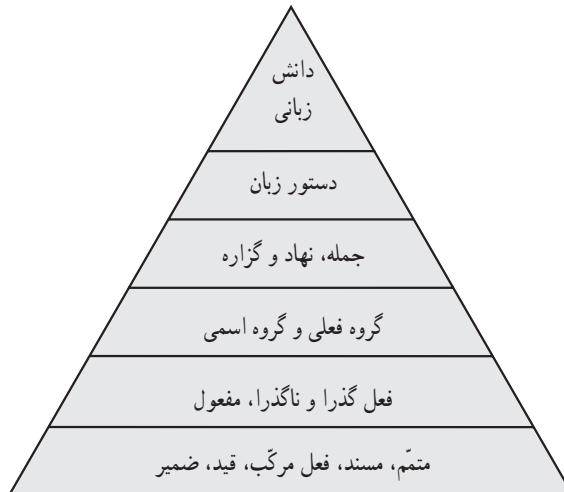 دانش
زبانی
دستور زبان
جمله، نهاد و گزاره
گروه فعلی و گروه اسمی
فعل گذرا و ناگذرا، مفعول
متمّم، مسند، فعل مرکّب، قید، ضمیر